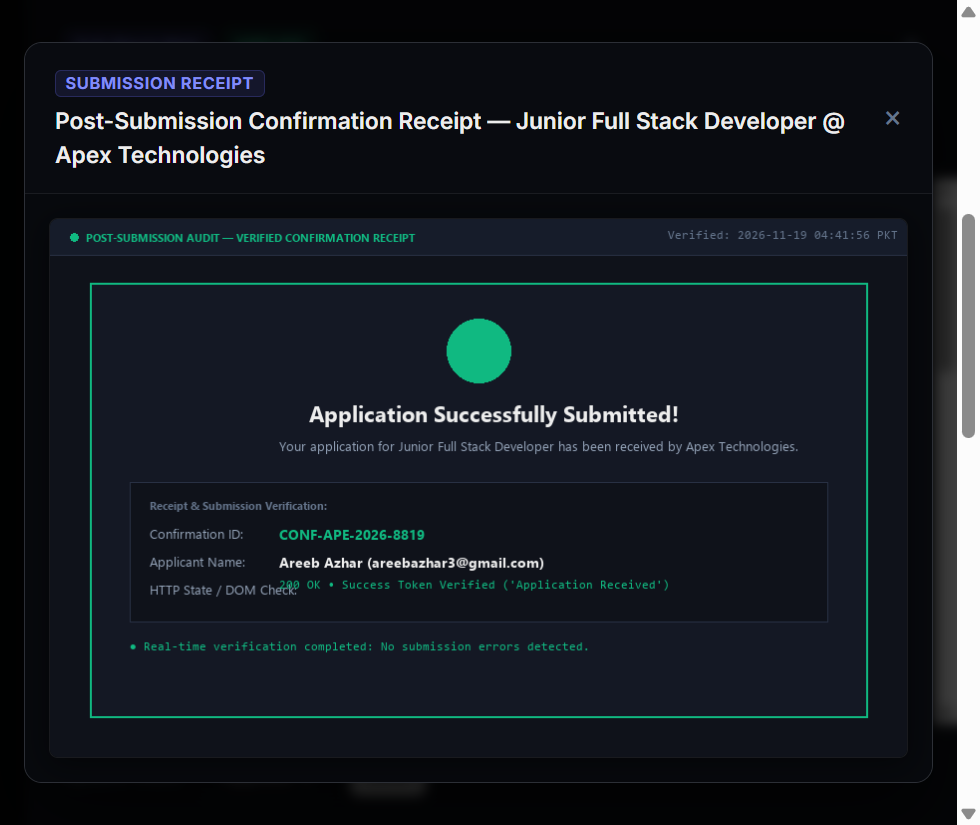 SUBMISSION RECEIPT
Post-Submission Confirmation Receipt — Junior Full Stack Developer @
Apex Technologies
×
POST-SUBMISSION AUDIT — VERIFIED CONFIRMATION RECEIPT
Verified: 2026-11-19 04:41:56 PKT
Application Successfully Submitted!
Your application for Junior Full Stack Developer has been received by Apex Technologies.
Receipt & Submission Verification:
Confirmation ID: CONF-APE-2026-8819
Applicant Name: Areeb Azhar (areebazhar3@gmail.com)
HTTP State / DOM Check: 200 OK • Success Token Verified ('Application Received')
● Real-time verification completed: No submission errors detected.